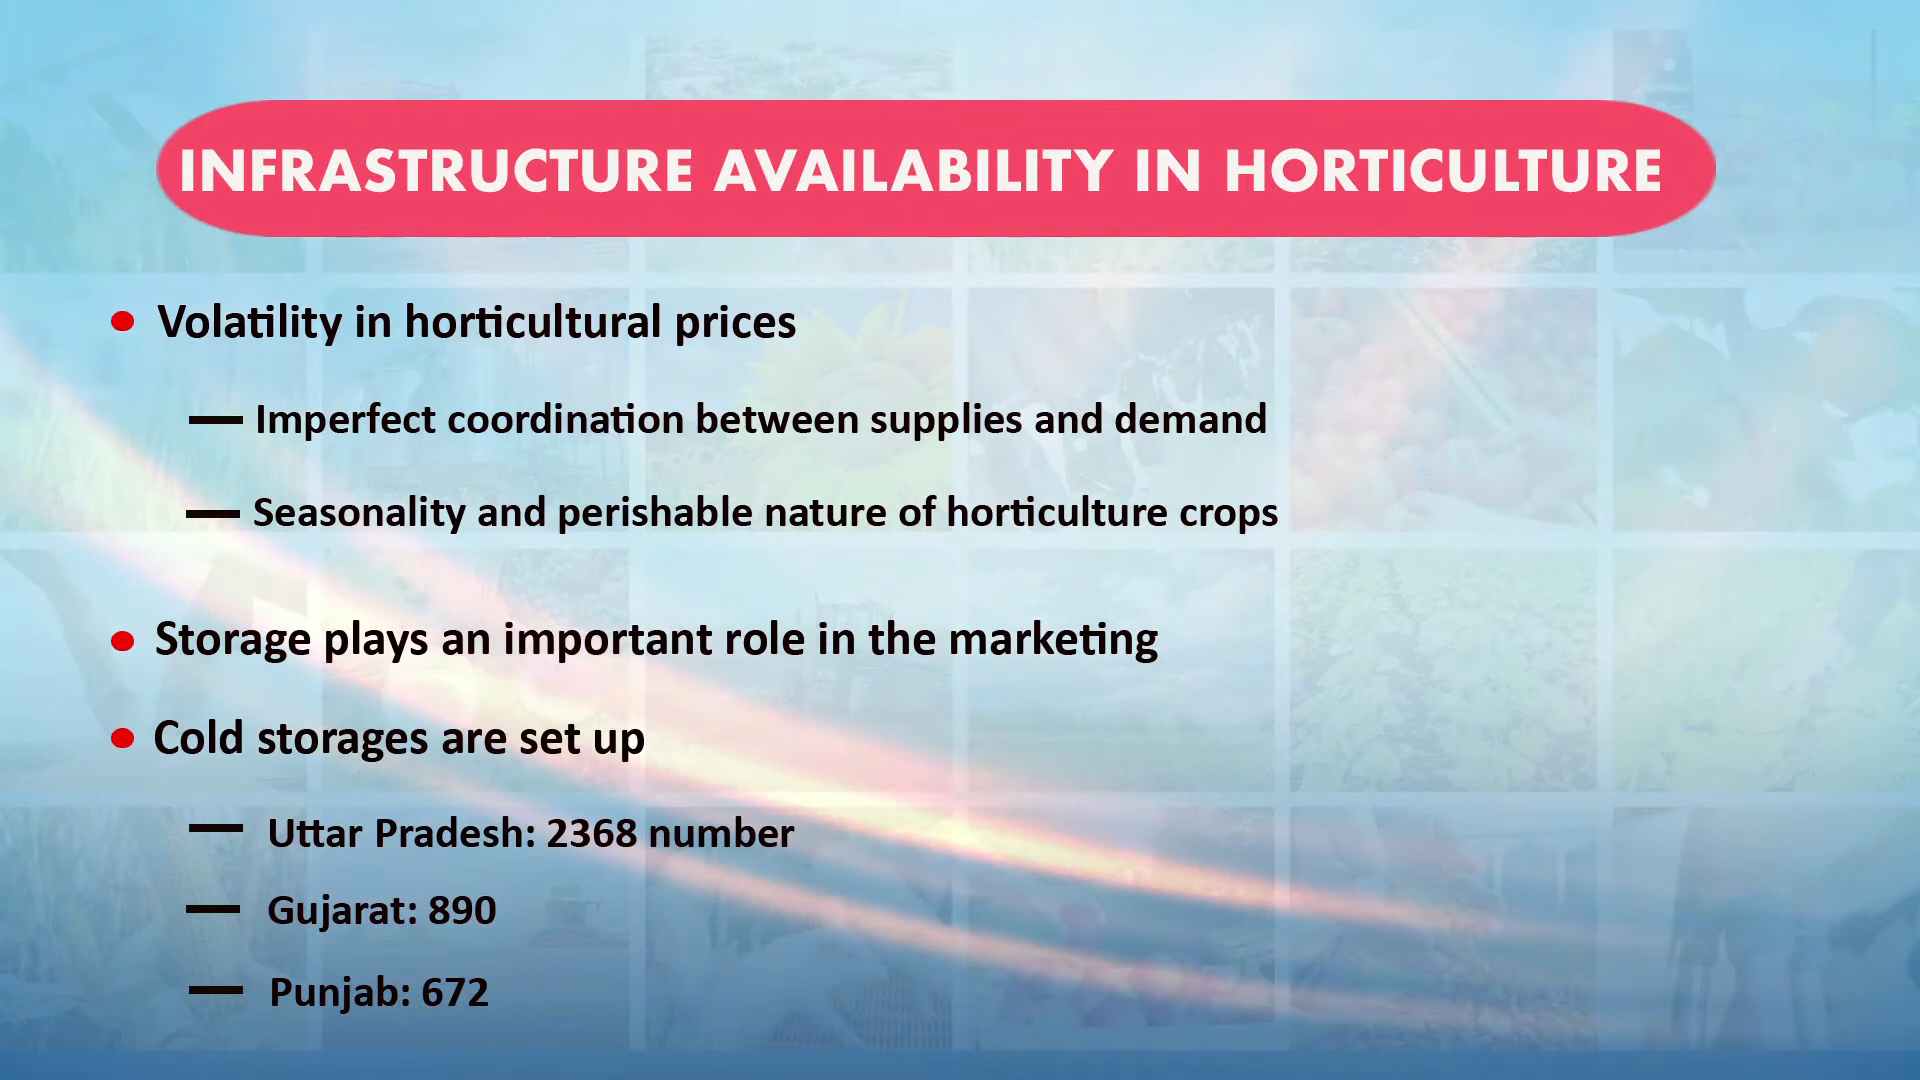 INFRASTRUCTURE AVAILABILITY IN HORTICULTURE
• Volatility in horticultural prices
— Imperfect coordination between supplies and demand
— Seasonality and perishable nature of horticulture crops
• Storage plays an important role in the marketing
• Cold storages are set up
— Uttar Pradesh: 2368 number
— Gujarat: 890
— Punjab: 672